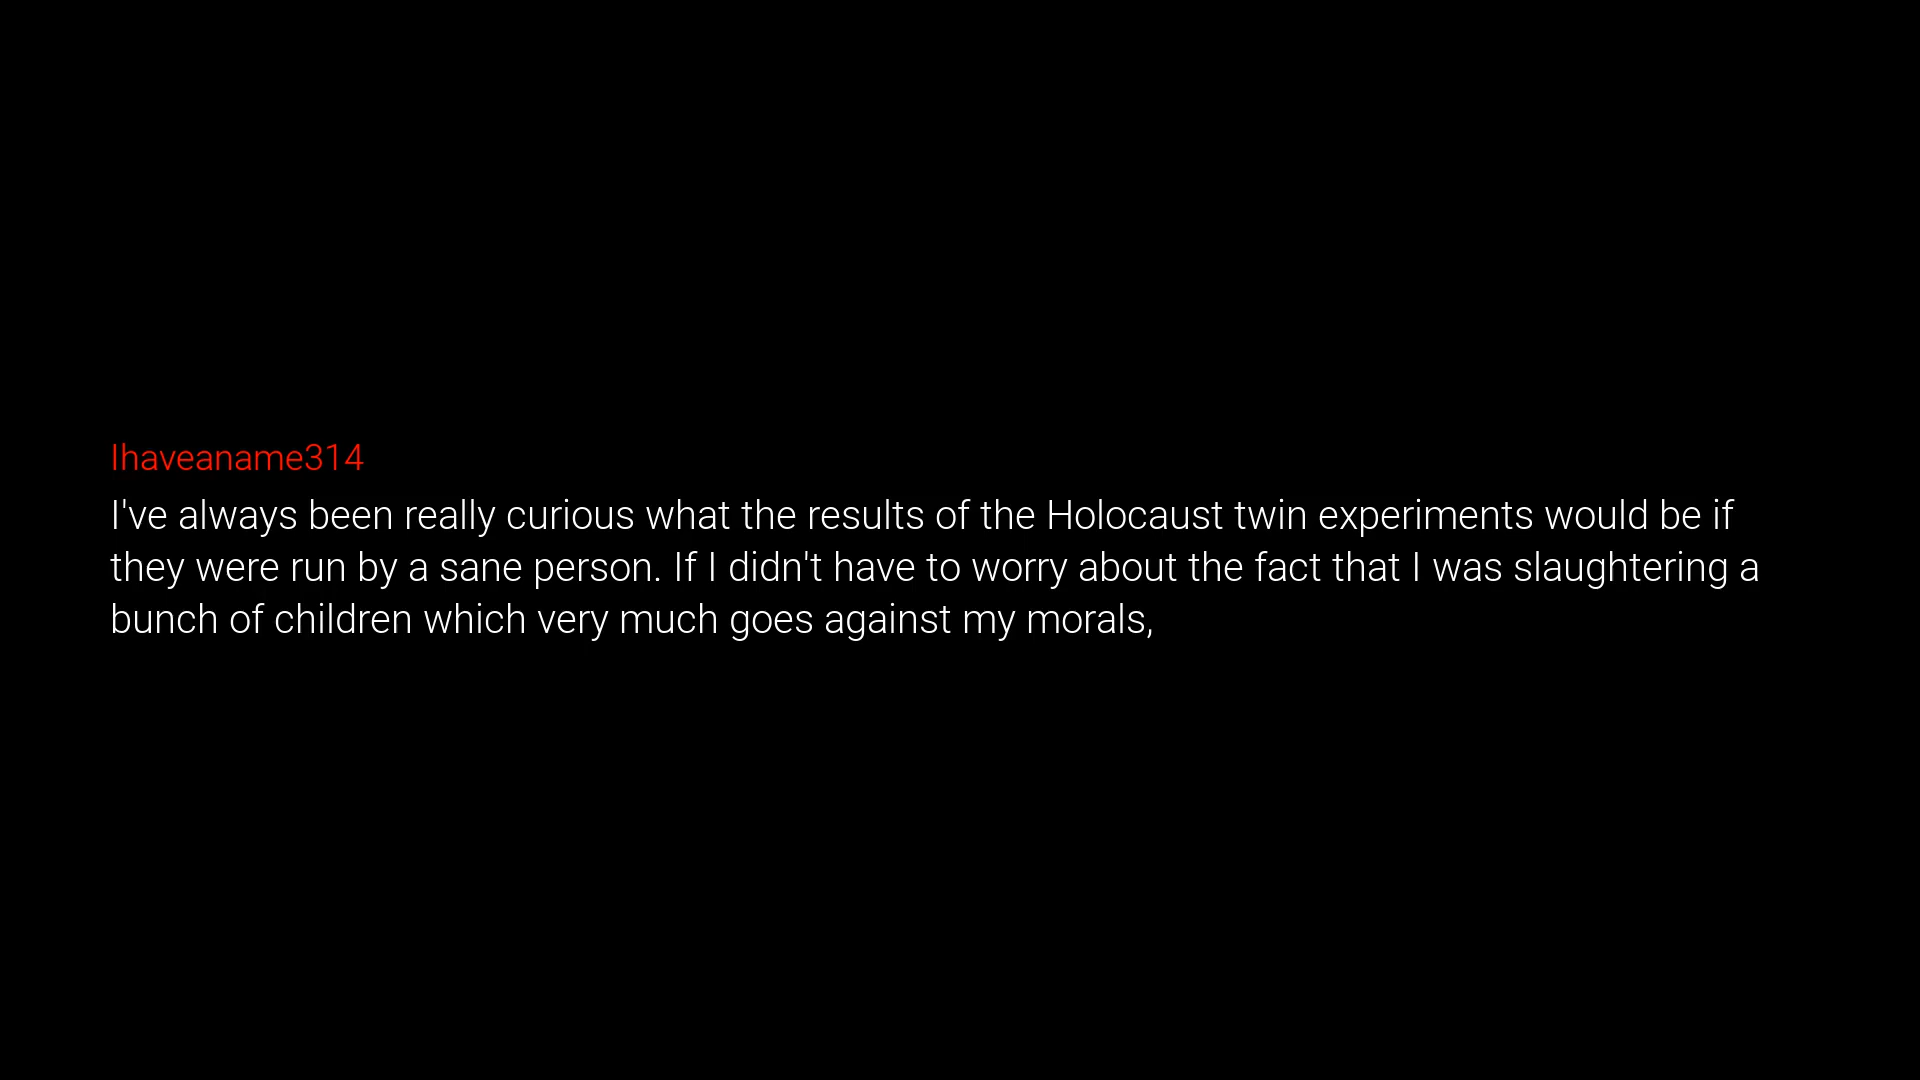 Ihaveaname314
I've always been really curious what the results of the Holocaust twin experiments would be if
they were run by a sane person. If I didn't have to worry about the fact that I was slaughtering a
bunch of children which very much goes against my morals,